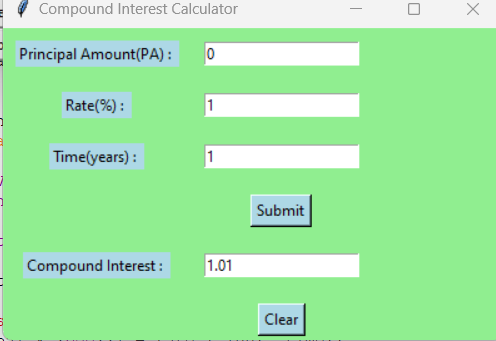 Compound Interest Calculator
Principal Amount(PA) : 0
Rate(%) : 1
Time(years) : 1
Submit
Compound Interest : 1.01
Clear